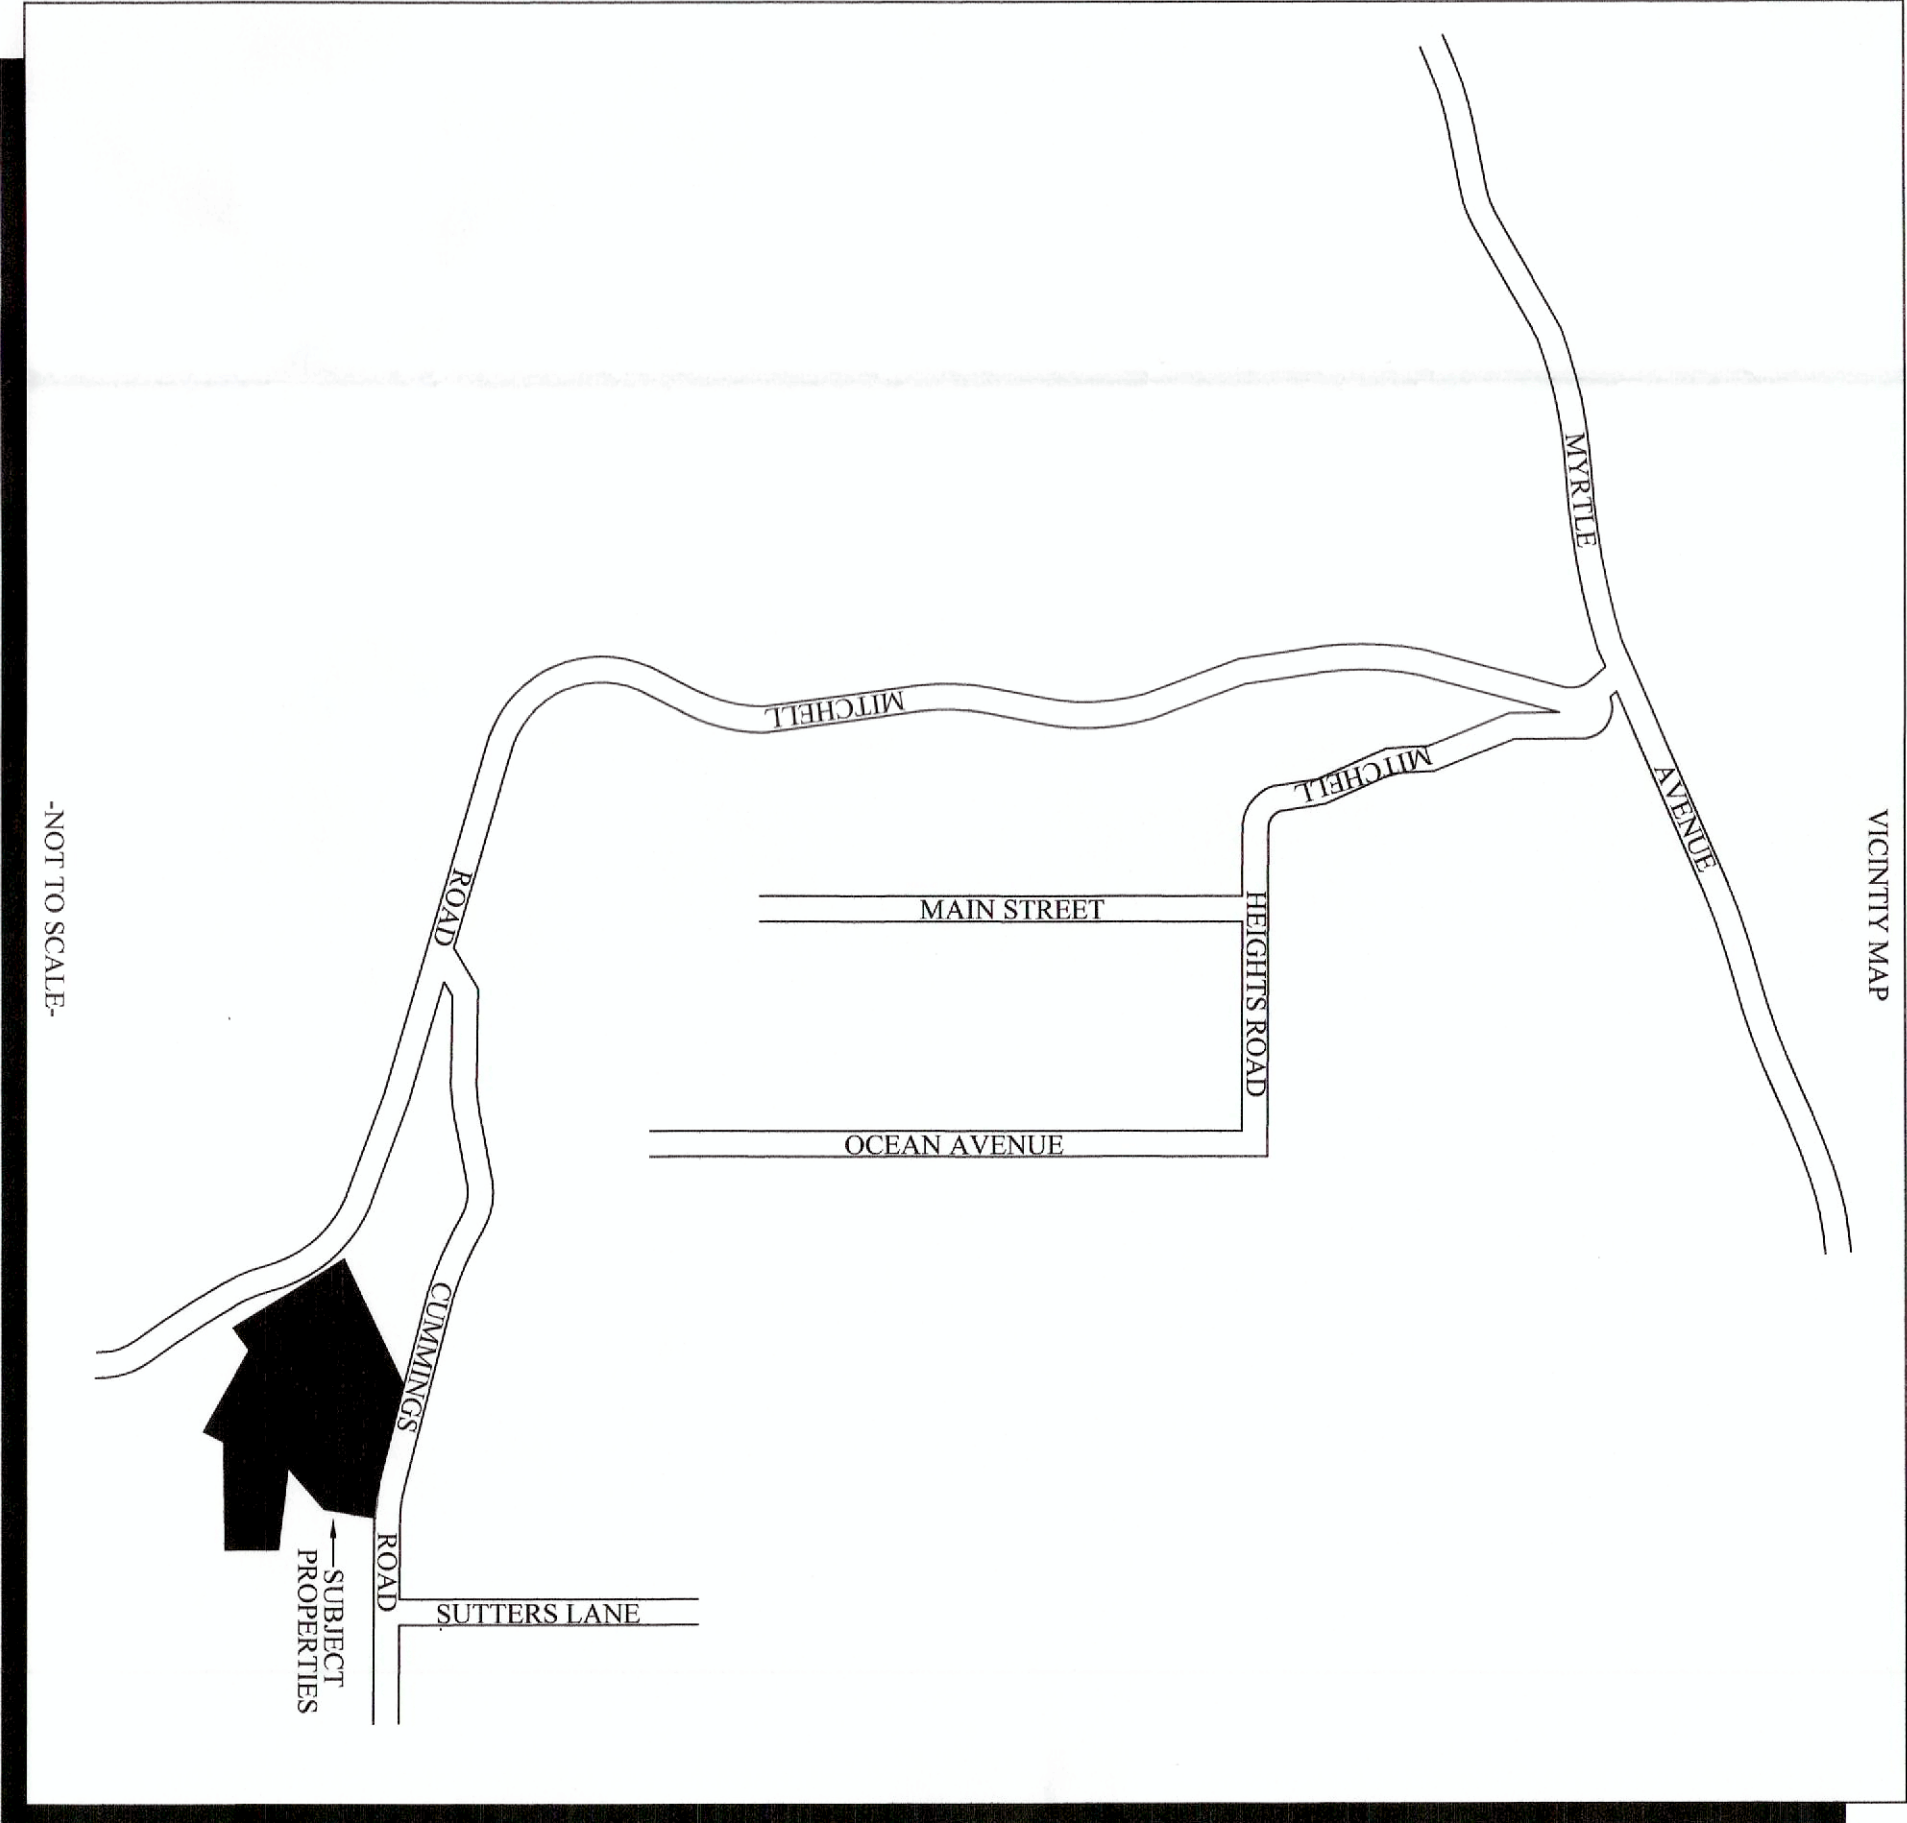 VICINTIY MAP
MYRTLE
AVENUE
MITCHELL
HEIGHTS ROAD
MITCHELL
ROAD
MAIN STREET
OCEAN AVENUE
CUMMINGS
ROAD
SUTTERS LANE
SUBJECT
PROPERTIES
-NOT TO SCALE-